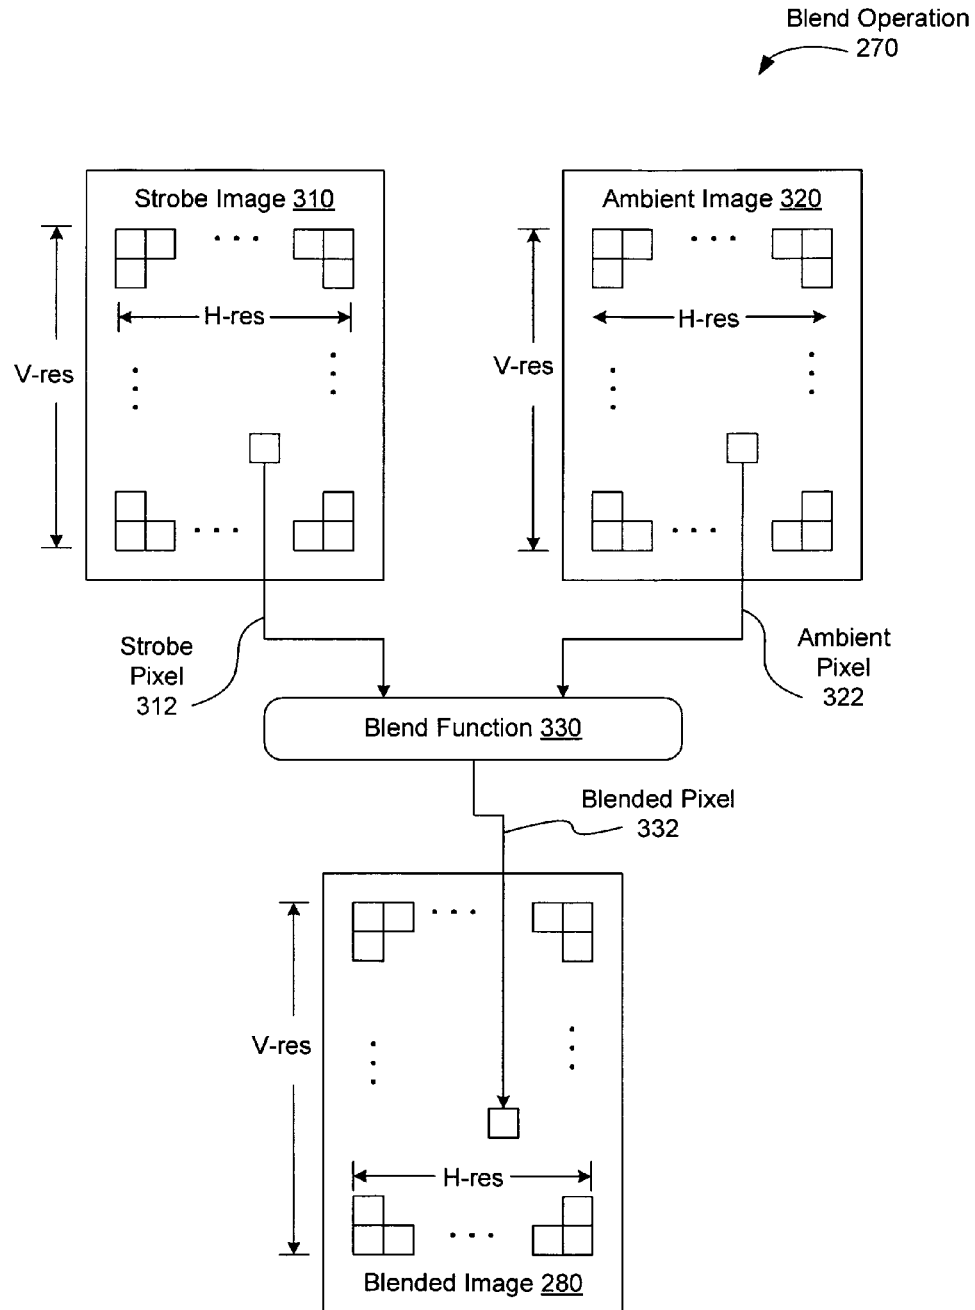 Blend Operation
270
Strobe Image 310
Ambient Image 320
H-res
H-res
V-res
V-res
Strobe
Pixel
312
Ambient
Pixel
322
Blend Function 330
Blended Pixel
332
V-res
H-res
Blended Image 280